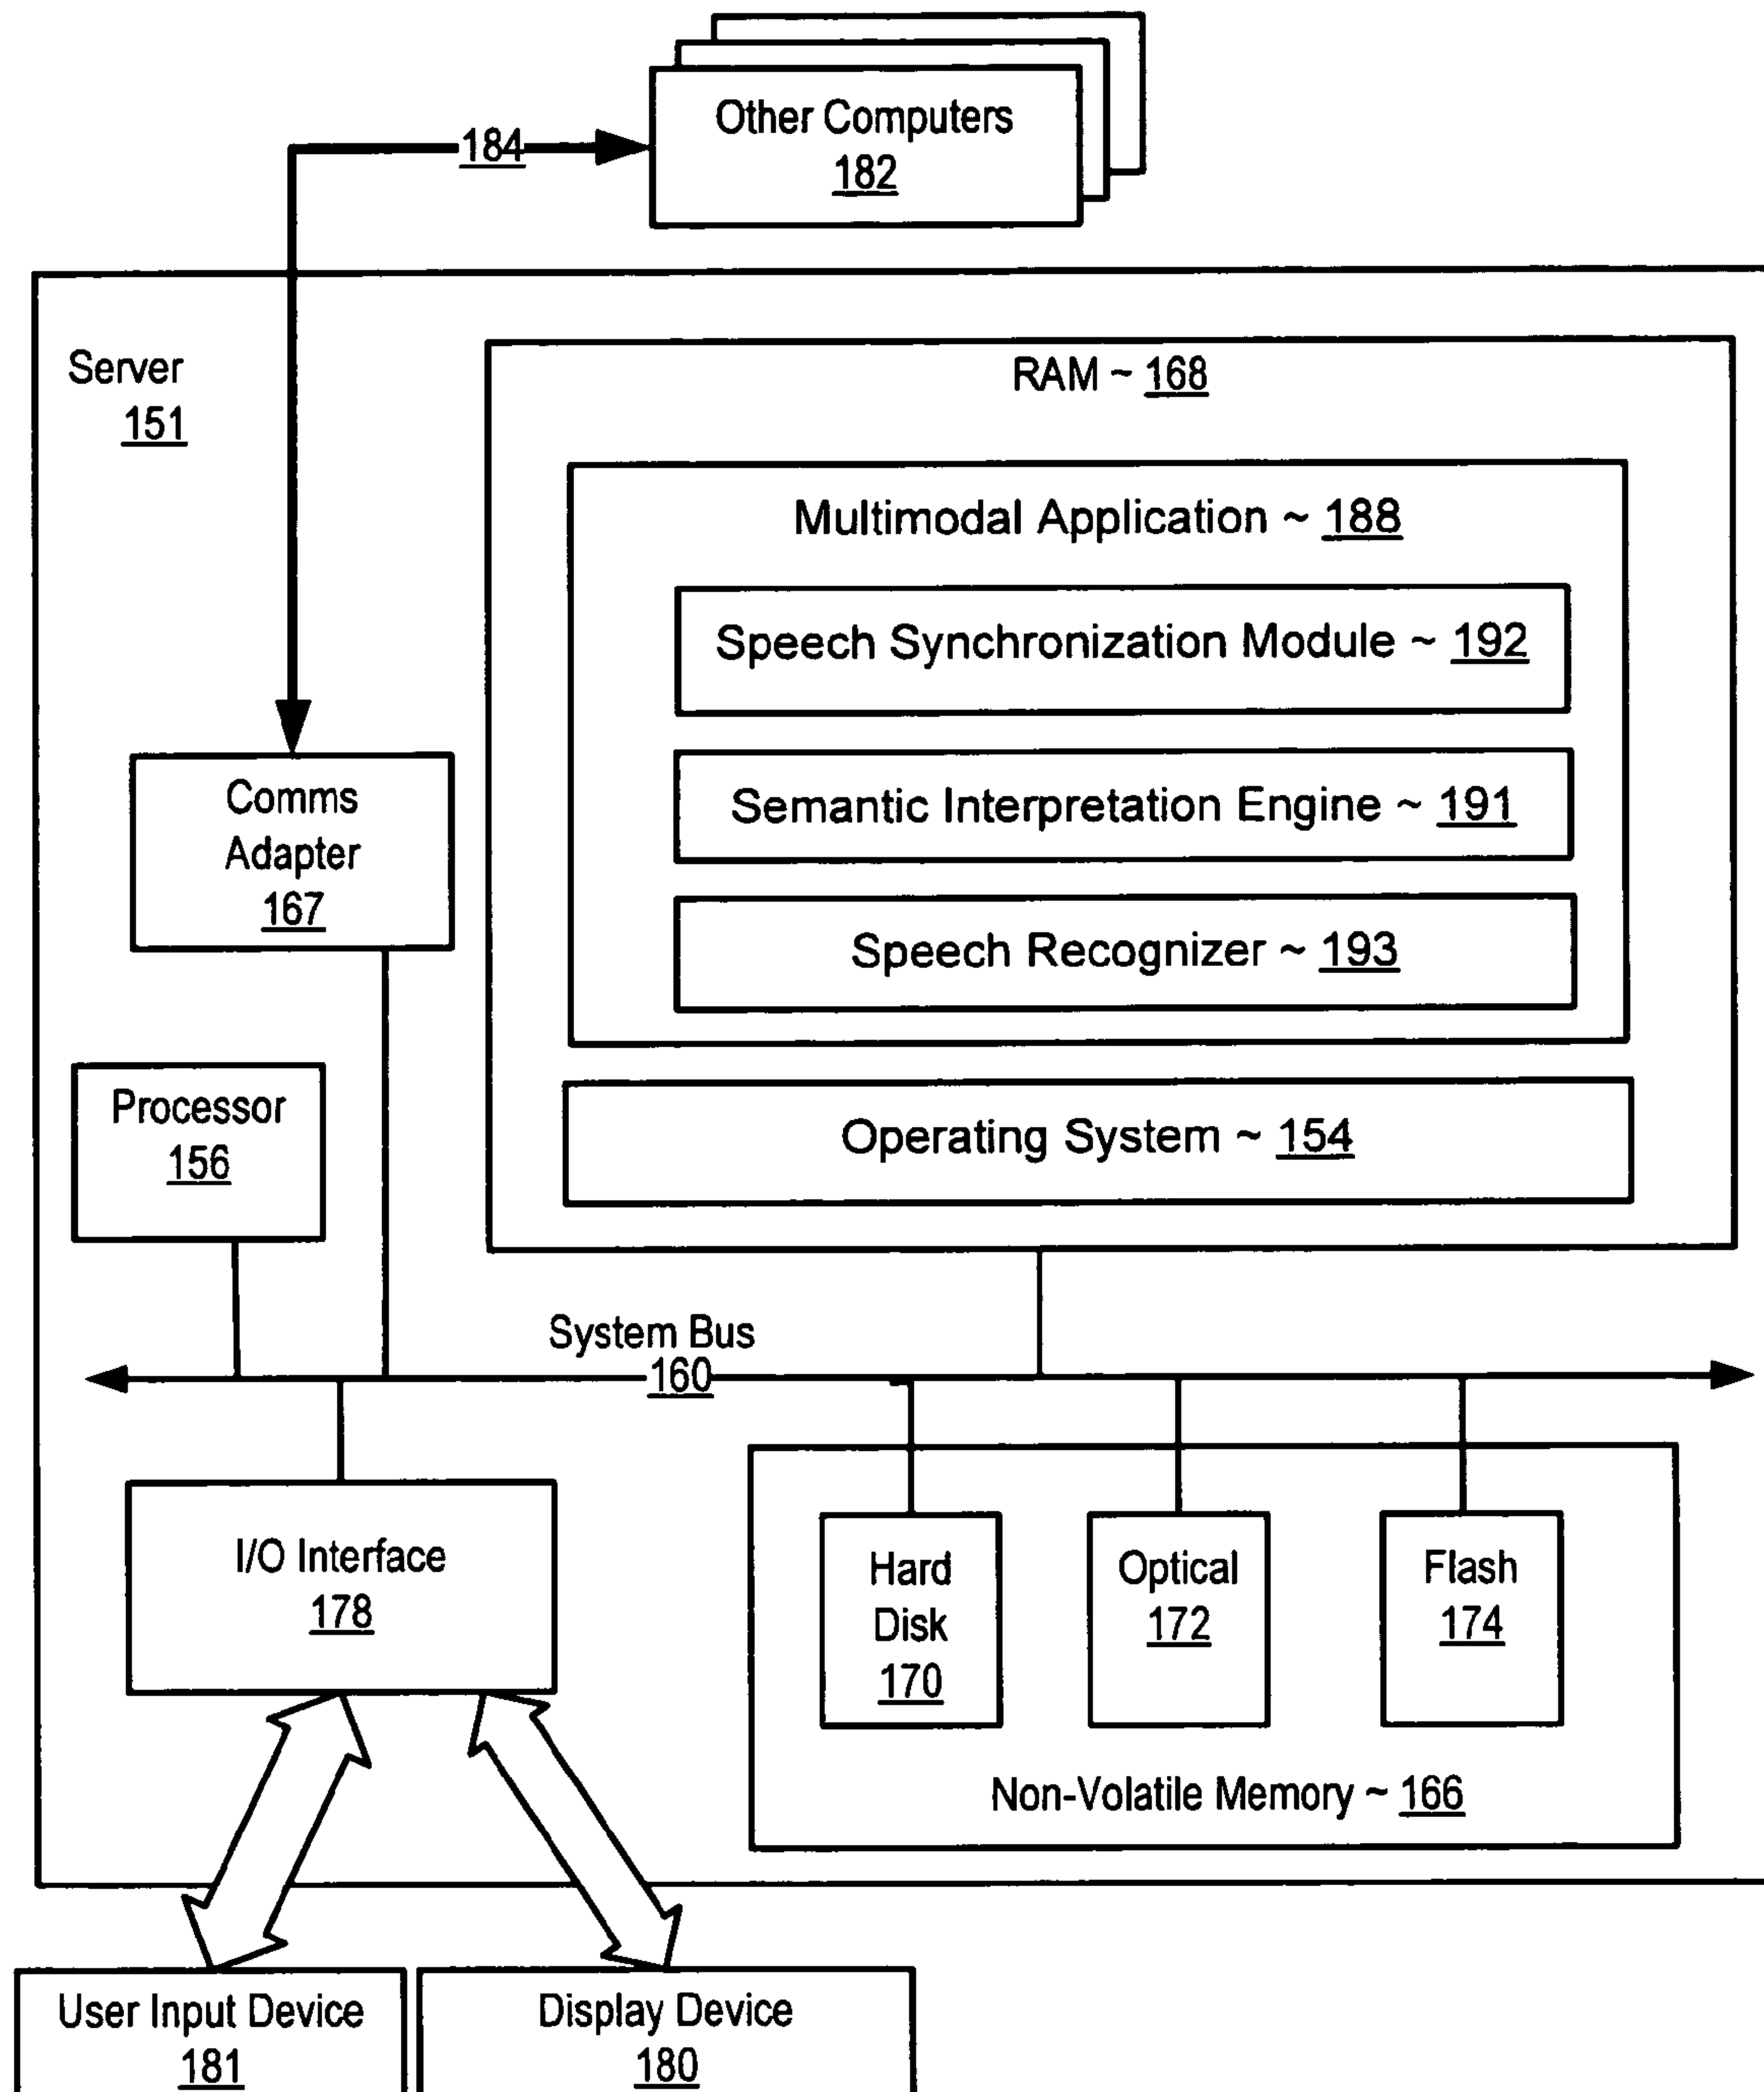 Other Computers
182
184
Server
151
RAM ~ 168
Multimodal Application ~ 188
Speech Synchronization Module ~ 192
Semantic Interpretation Engine ~ 191
Speech Recognizer ~ 193
Comms
Adapter
167
Processor
156
Operating System ~ 154
System Bus
160
I/O Interface
178
Hard
Disk
170
Optical
172
Flash
174
Non-Volatile Memory ~ 166
User Input Device
181
Display Device
180